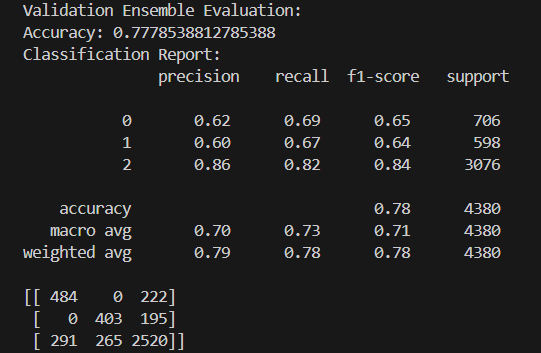 Validation Ensemble Evaluation:
Accuracy: 0.7778538812785388
Classification Report:
precision recall f1-score support
0 0.62 0.69 0.65 706
1 0.60 0.67 0.64 598
2 0.86 0.82 0.84 3076
accuracy 0.78 4380
macro avg 0.70 0.73 0.71 4380
weighted avg 0.79 0.78 0.78 4380
[[ 484 0 222]
[ 0 403 195]
[ 291 265 2520]]